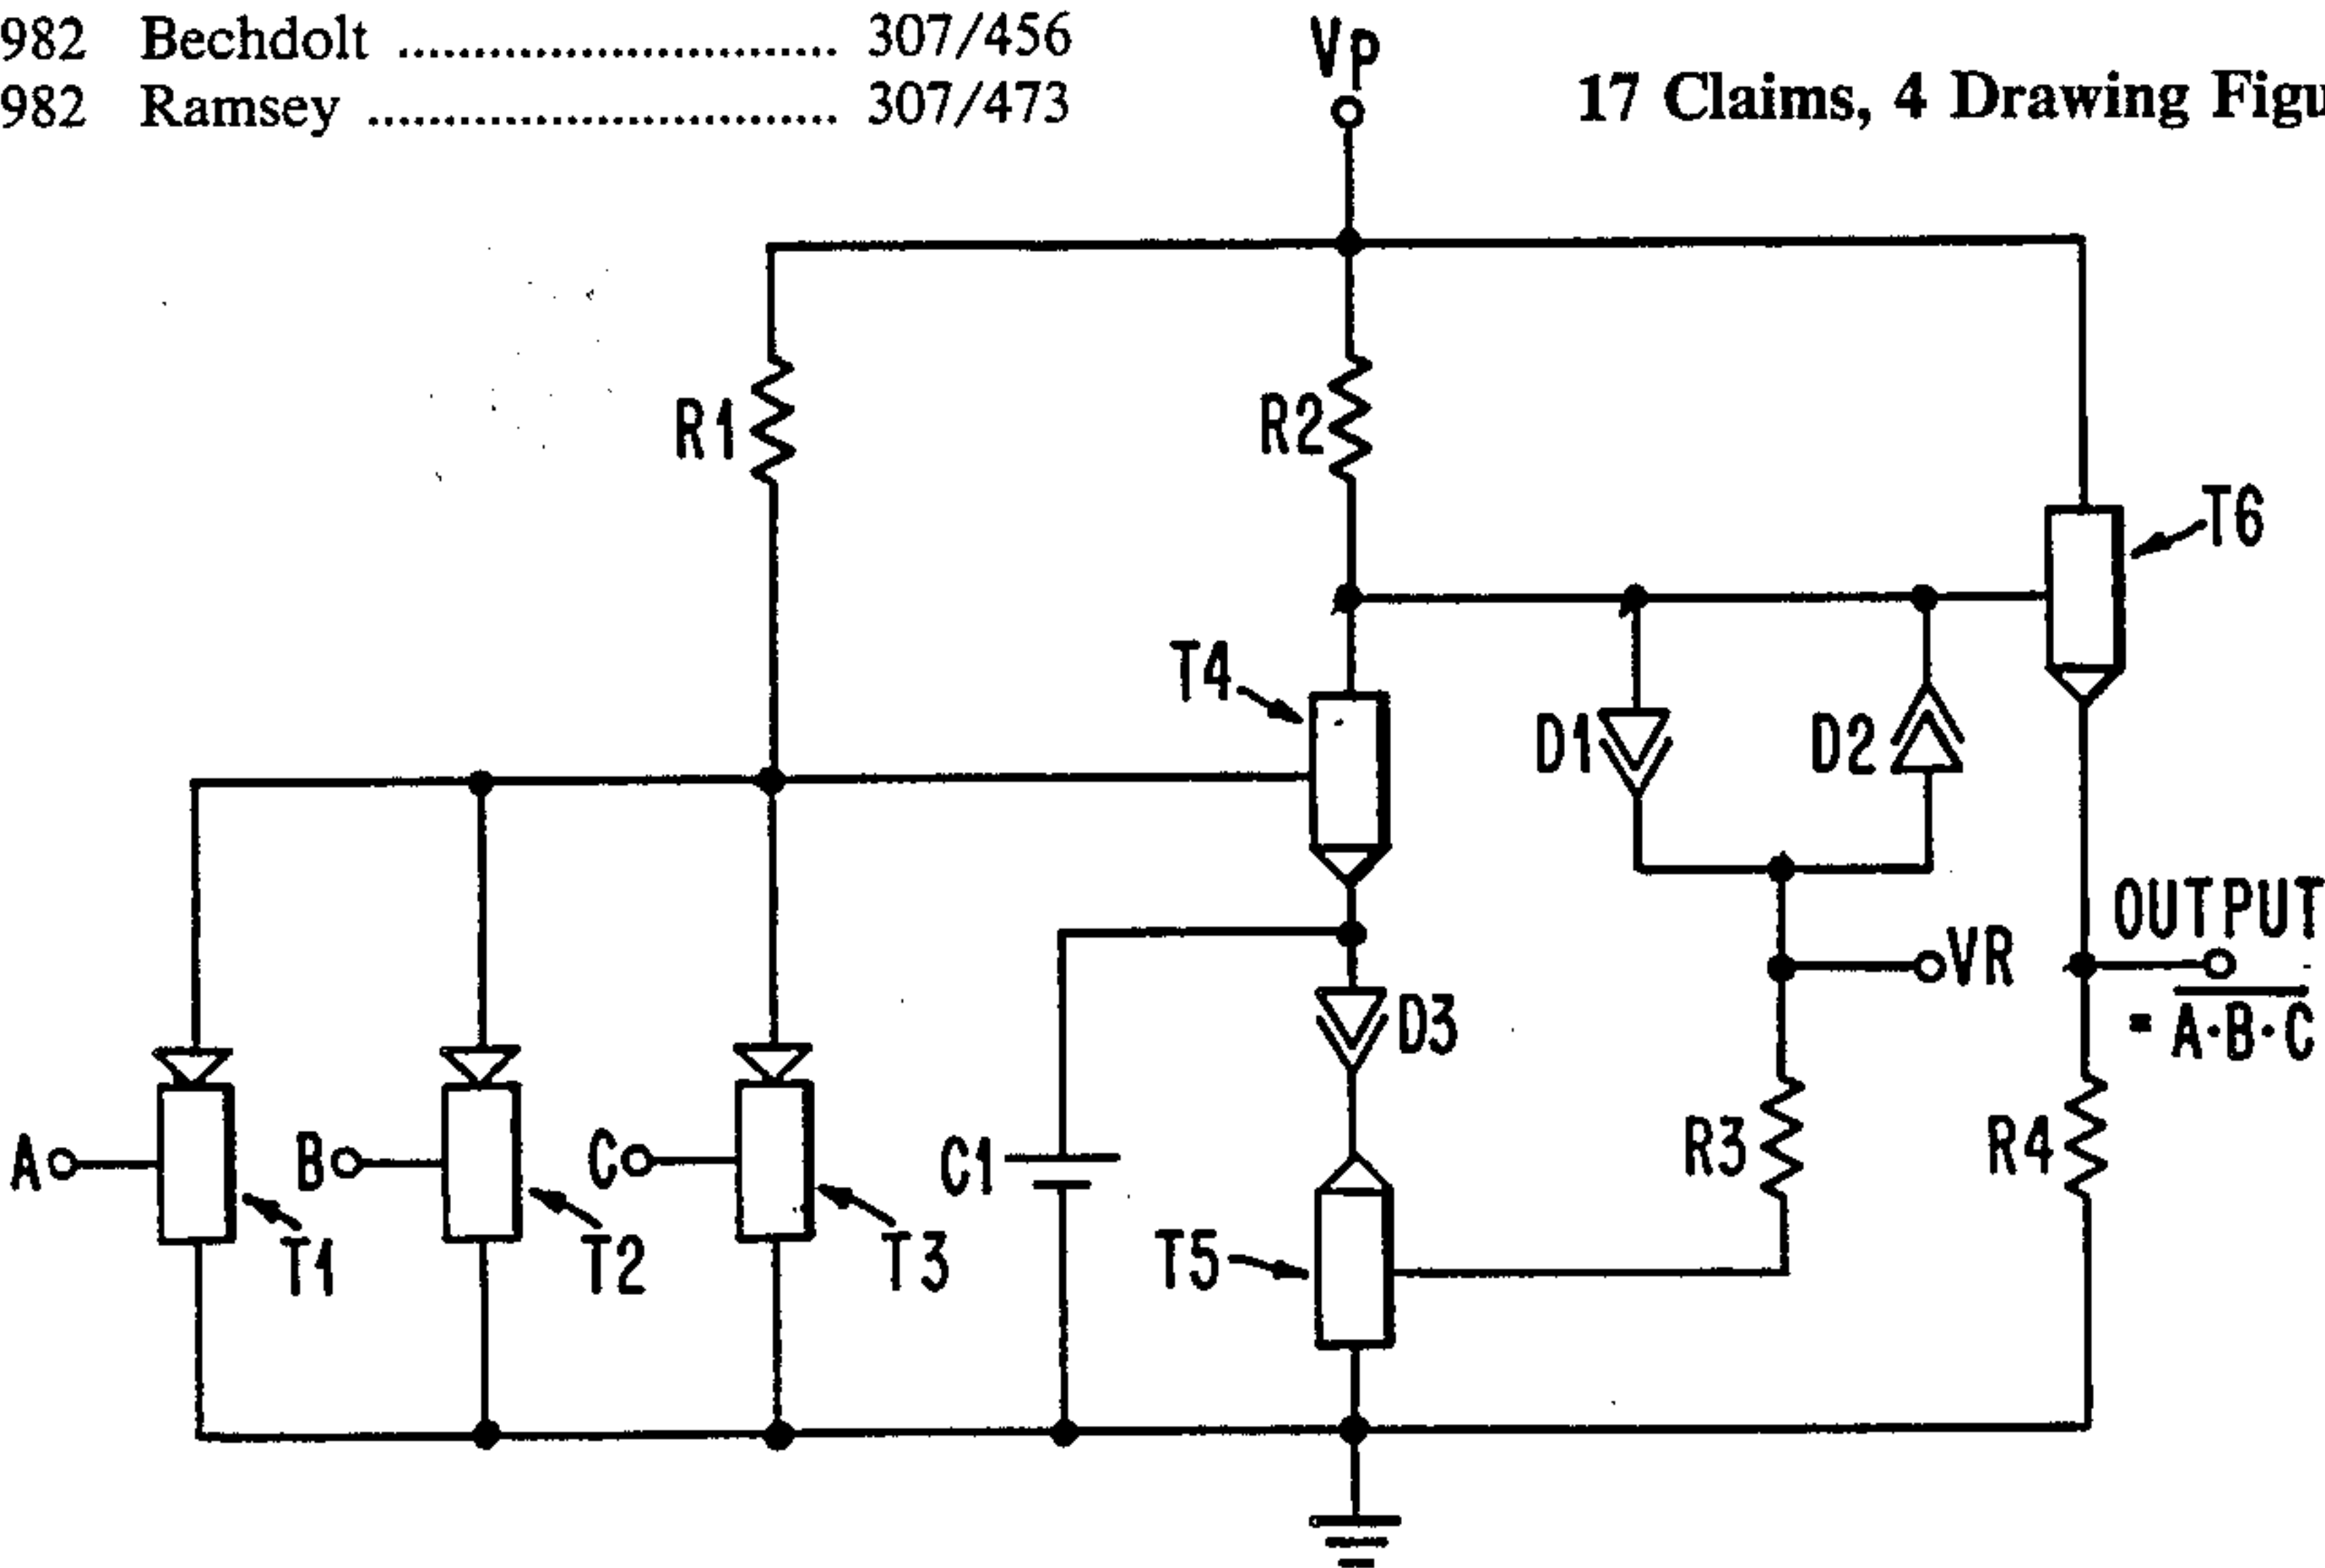 982 Bechdolt ............................. 307/456
982 Ramsey ............................... 307/473
17 Claims, 4 Drawing Figu
Vp
R1
R2
T6
T4
D1
D2
D3
VR
OUTPUT
= A·B·C
A
B
C
C1
R3
R4
T1
T2
T3
T5